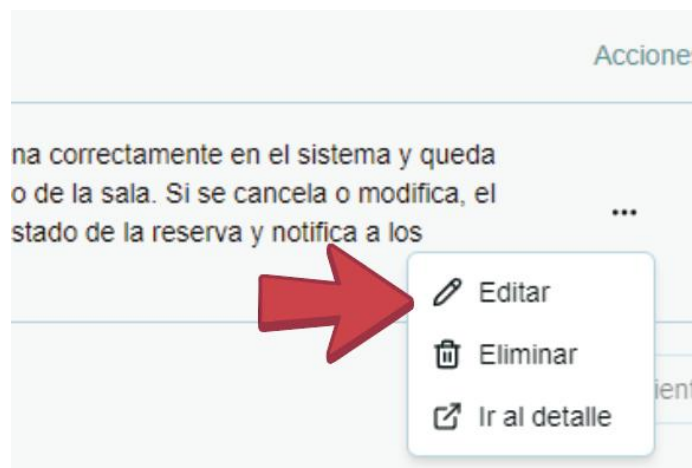 Acciones
na correctamente en el sistema y queda
o de la sala. Si se cancela o modifica, el
stado de la reserva y notifica a los
...
Editar
Eliminar
Ir al detalle
ient